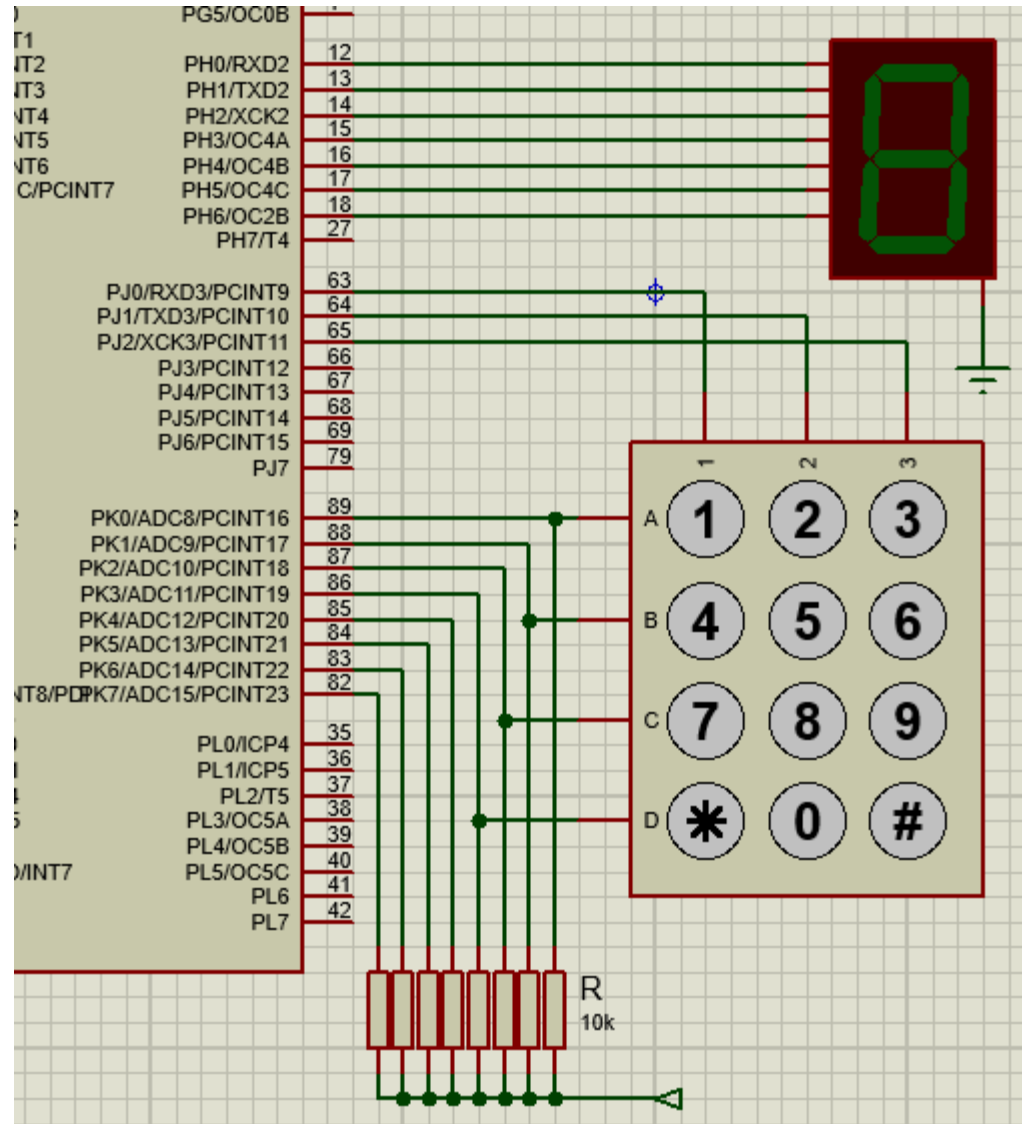 PG5/OC0B
T1
NT2 PH0/RXD2 12
NT3 PH1/TXD2 13
NT4 PH2/XCK2 14
NT5 PH3/OC4A 15
NT6 PH4/OC4B 16
C/PCINT7 PH5/OC4C 17
PH6/OC2B 18
PH7/T4 27
PJ0/RXD3/PCINT9 63
PJ1/TXD3/PCINT10 64
PJ2/XCK3/PCINT11 65
PJ3/PCINT12 66
PJ4/PCINT13 67
PJ5/PCINT14 68
PJ6/PCINT15 69
PJ7 79
1 2 3
PK0/ADC8/PCINT16 89
A 1 2 3
PK1/ADC9/PCINT17 88
PK2/ADC10/PCINT18 87
PK3/ADC11/PCINT19 86
PK4/ADC12/PCINT20 85
B 4 5 6
PK5/ADC13/PCINT21 84
PK6/ADC14/PCINT22 83
PK7/ADC15/PCINT23 82
C 7 8 9
PL0/ICP4 35
PL1/ICP5 36
PL2/T5 37
PL3/OC5A 38
D * 0 #
PL4/OC5B 39
/INT7 PL5/OC5C 40
PL6 41
PL7 42
R
10k